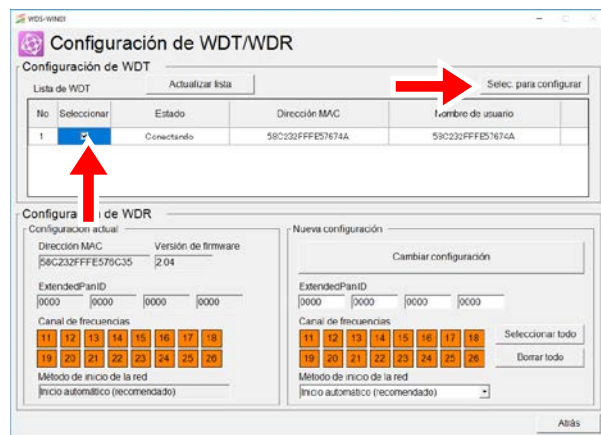 WDS-WIN01
Configuración de WDT/WDR
Configuración de WDT
Lista de WDT
Actualizar lista
Selec. para configurar
No Seleccionar Estado Dirección MAC Nombre de usuario
1 Conectando 58C232FFFE57674A 58C232FFFE57674A
Configuración de WDR
Configuración actual
Dirección MAC Versión de firmware
58C232FFFE576C35 2.04
ExtendedPanID
0000 0000 0000 0000
Canal de frecuencias
11 12 13 14 15 16 17 18
19 20 21 22 23 24 25 26
Método de inicio de la red
Inicio automático (recomendado)
Nueva configuración
Cambiar configuración
ExtendedPanID
0000 0000 0000 0000
Canal de frecuencias
11 12 13 14 15 16 17 18
19 20 21 22 23 24 25 26
Seleccionar todo
Borrar todo
Método de inicio de la red
Inicio automático (recomendado)
Atrás